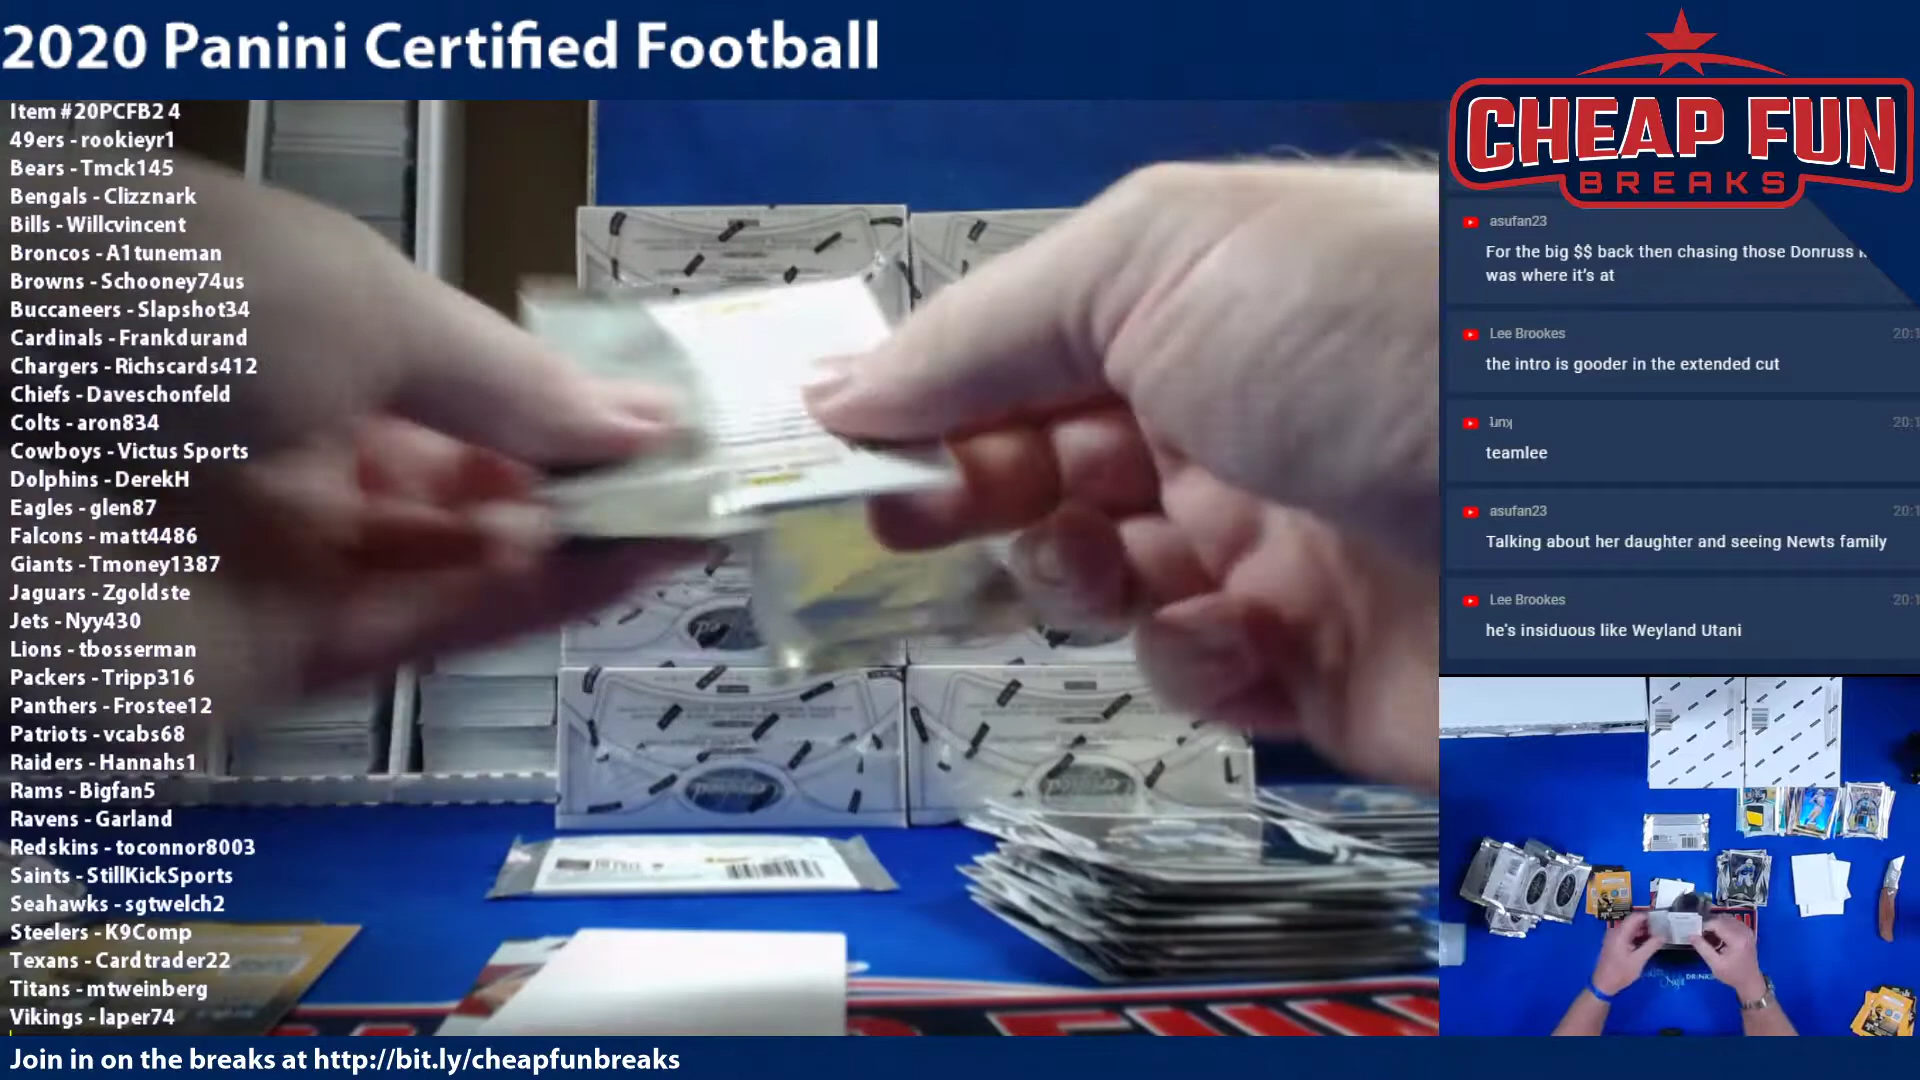 2020 Panini Certified Football
Item #20PCFB2 4
49ers - rookieyr1
Bears - Tmck145
Bengals - Clizznark
Bills - Willcvincent
Broncos - A1tuneman
Browns - Schooney74us
Buccaneers - Slapshot34
Cardinals - Frankdurand
Chargers - Richscards412
Chiefs - Daveschonfeld
Colts - aron834
Cowboys - Victus Sports
Dolphins - DerekH
Eagles - glen87
Falcons - matt4486
Giants - Tmoney1387
Jaguars - Zgoldste
Jets - Nyy430
Lions - tbosserman
Packers - Tripp316
Panthers - Frostee12
Patriots - vcabs68
Raiders - Hannahs1
Rams - Bigfan5
Ravens - Garland
Redskins - toconnor8003
Saints - StillKickSports
Seahawks - sgtwelch2
Steelers - K9Comp
Texans - Cardtrader22
Titans - mtweinberg
Vikings - laper74
Join in on the breaks at http://bit.ly/cheapfunbreaks
CHEAP FUN
BREAKS
asufan23
For the big $$ back then chasing those Donruss
was where it's at
Lee Brookes
the intro is gooder in the extended cut
teamlee
asufan23
Talking about her daughter and seeing Newts family
Lee Brookes
he's insiduous like Weyland Utani